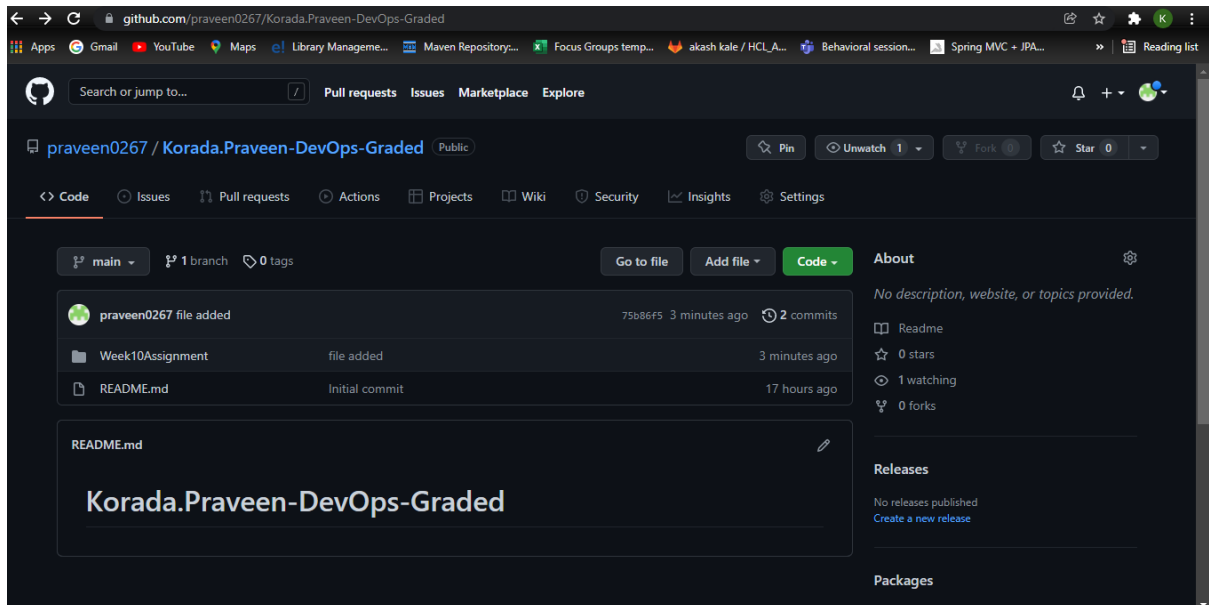 github.com/praveen0267/Korada.Praveen-DevOps-Graded K
Apps Gmail YouTube Maps Library Manageme... Maven Repository:... Focus Groups temp... akash kale / HCL_A... Behavioral session... Spring MVC + JPA... » Reading list
Search or jump to... / Pull requests Issues Marketplace Explore
praveen0267 / Korada.Praveen-DevOps-Graded Public Pin Unwatch 1 Fork 0 Star 0
<> Code Issues Pull requests Actions Projects Wiki Security Insights Settings
main 1 branch 0 tags Go to file Add file Code About
No description, website, or topics provided.
praveen0267 file added 75b86f5 3 minutes ago 2 commits
Readme
Week10Assignment file added 3 minutes ago 0 stars
1 watching
README.md Initial commit 17 hours ago
0 forks
README.md
Releases
Korada.Praveen-DevOps-Graded
No releases published
Create a new release
Packages